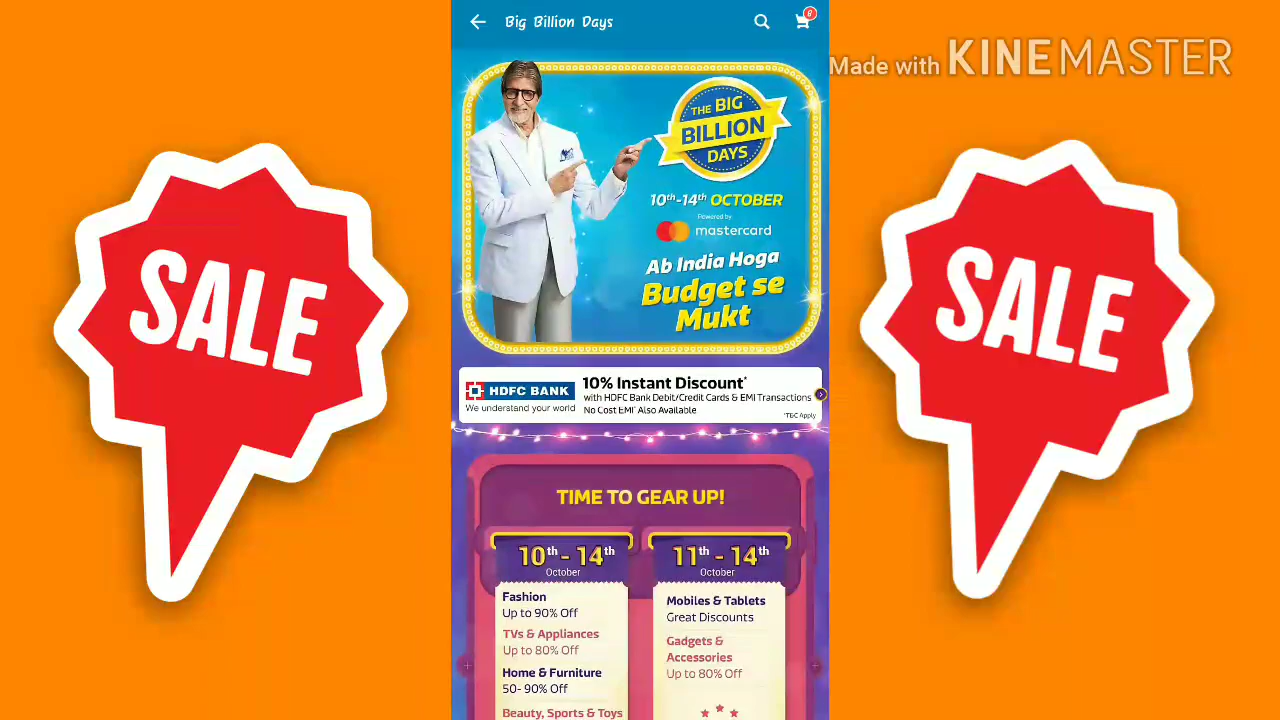 Big Billion Days
8
Made with KINEMASTER
THE BIG
BILLION
DAYS
10th-14th OCTOBER
Powered by
mastercard
Ab India Hoga
Budget se
Mukt
SALE
SALE
HDFC BANK
We understand your world
10% Instant Discount*
with HDFC Bank Debit/Credit Cards & EMI Transactions
No Cost EMI* Also Available
*T&C Apply
TIME TO GEAR UP!
10th - 14th
October
Fashion
Up to 90% Off
TVs & Appliances
Up to 80% Off
Home & Furniture
50- 90% Off
Beauty, Sports & Toys
11th - 14th
October
Mobiles & Tablets
Great Discounts
Gadgets &
Accessories
Up to 80% Off